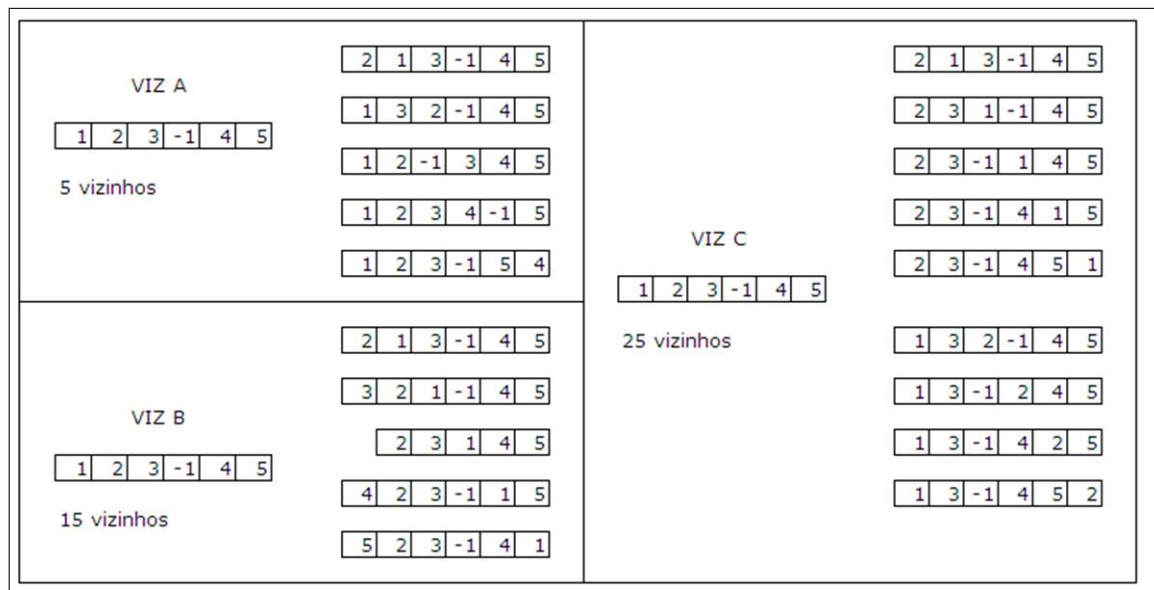 VIZ A
1 2 3 -1 4 5
5 vizinhos
2 1 3 -1 4 5
1 3 2 -1 4 5
1 2 -1 3 4 5
1 2 3 4 -1 5
1 2 3 -1 5 4
VIZ B
1 2 3 -1 4 5
15 vizinhos
2 1 3 -1 4 5
3 2 1 -1 4 5
2 3 1 4 5
4 2 3 -1 1 5
5 2 3 -1 4 1
VIZ C
1 2 3 -1 4 5
25 vizinhos
2 1 3 -1 4 5
2 3 1 -1 4 5
2 3 -1 1 4 5
2 3 -1 4 1 5
2 3 -1 4 5 1
1 3 2 -1 4 5
1 3 -1 2 4 5
1 3 -1 4 2 5
1 3 -1 4 5 2